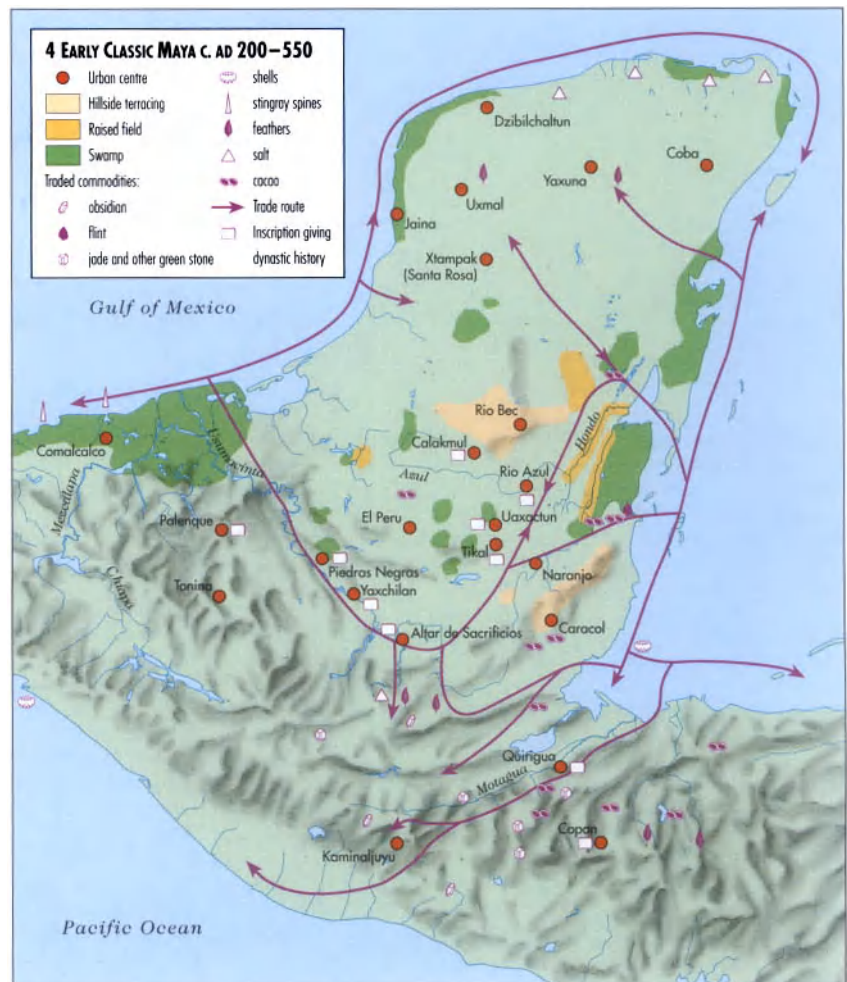 4 EARLY CLASSIC MAYA C. AD 200–550
Urban centre
Hillside terracing
Raised field
Swamp
Traded commodities:
obsidian
flint
jade and other green stone
shells
stingray spines
feathers
salt
cacao
Trade route
Inscription giving
dynastic history
Dzibilchaltun
Coba
Yaxuna
Uxmal
Jaina
Xtampak
(Santa Rosa)
Gulf of Mexico
Rio Bec
Hondo
Comalcalco
Usumacinta
Calakmul
Azul
Rio Azul
Mezcalapa
Palenque
El Peru
Uaxactun
Tikal
Chiapa
Piedras Negras
Naranjo
Tonina
Yaxchilan
Caracol
Altar de Sacrificios
Quirigua
Motagua
Copan
Kaminaljuyu
Pacific Ocean